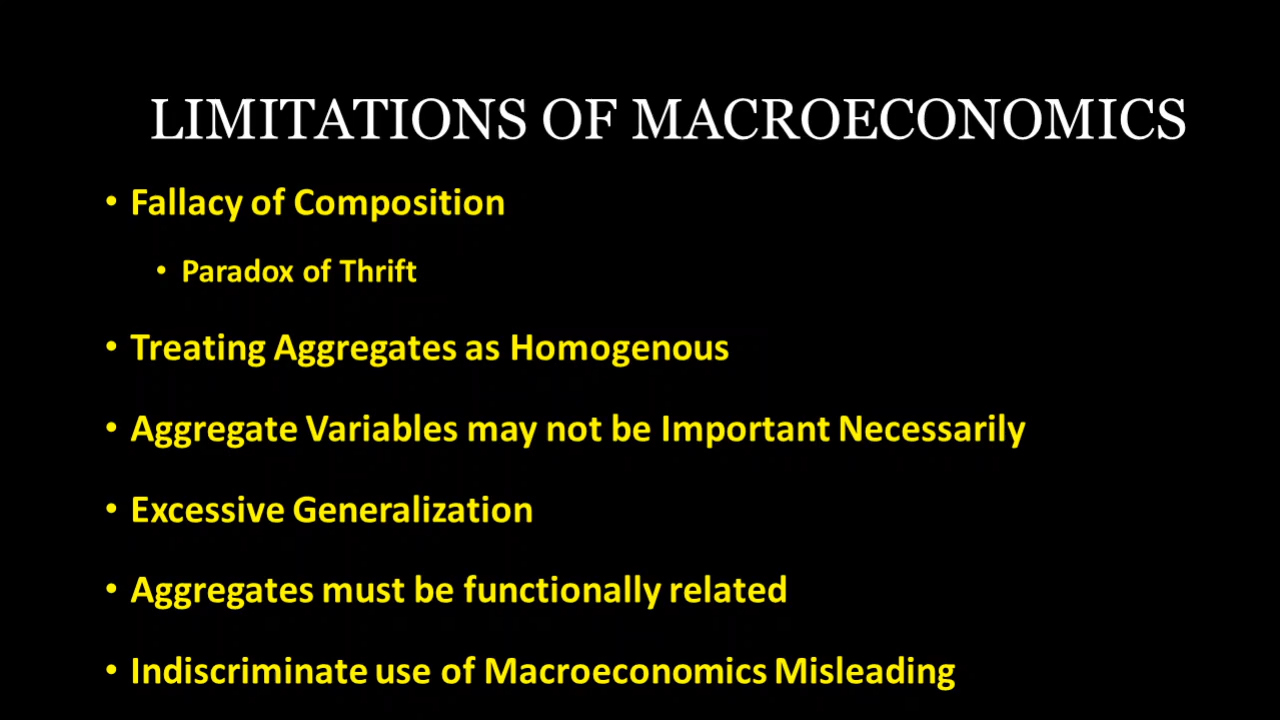 LIMITATIONS OF MACROECONOMICS
• Fallacy of Composition
• Paradox of Thrift
• Treating Aggregates as Homogenous
• Aggregate Variables may not be Important Necessarily
• Excessive Generalization
• Aggregates must be functionally related
• Indiscriminate use of Macroeconomics Misleading